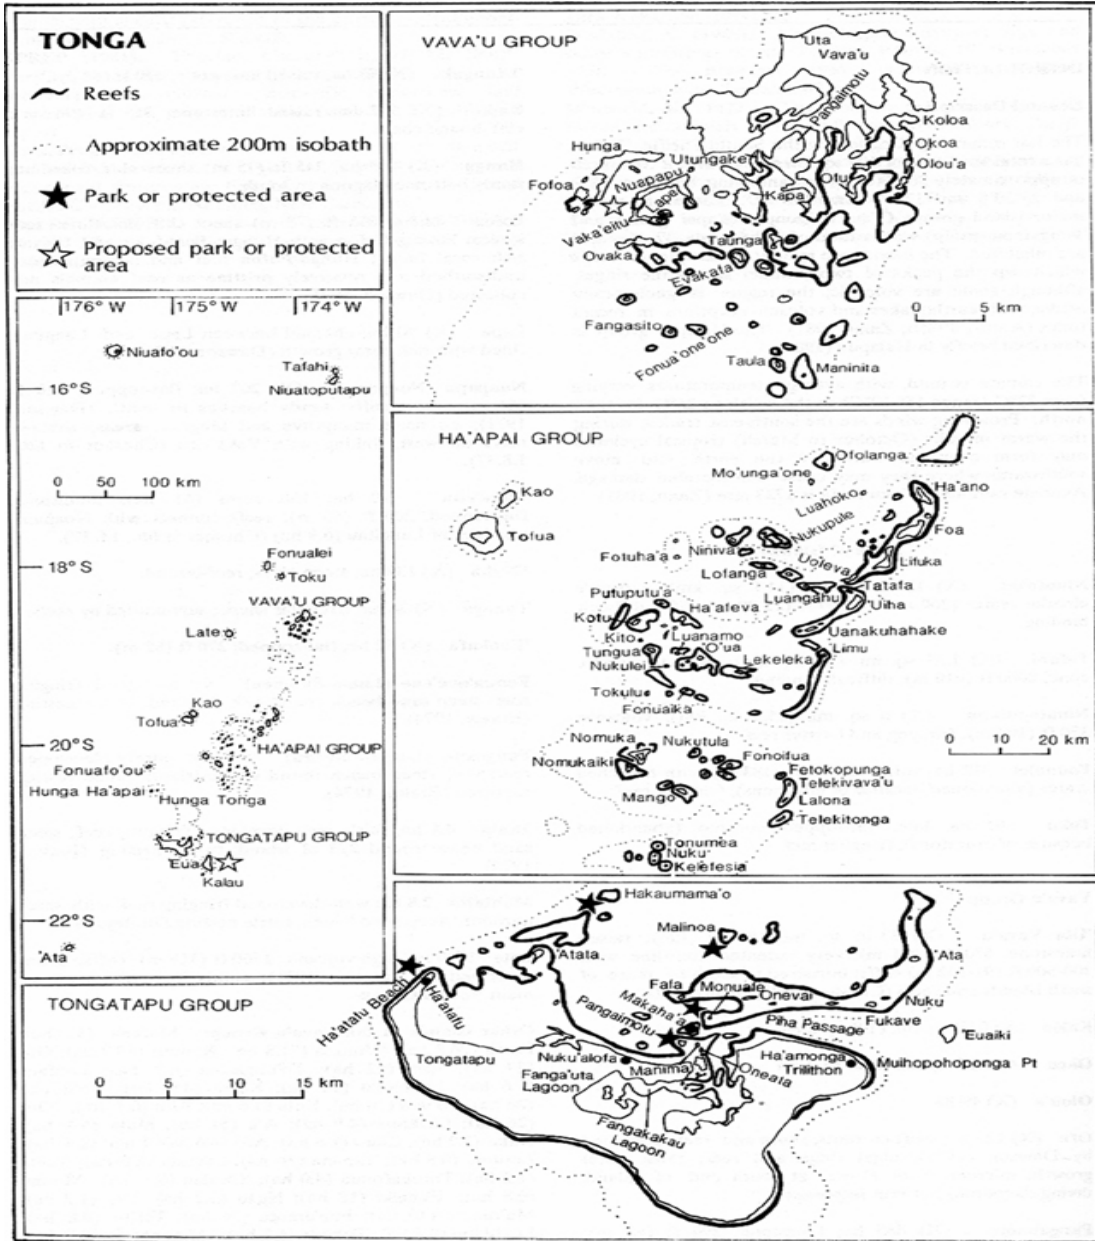 TONGA
Reefs
Approximate 200m isobath
Park or protected area
Proposed park or protected
area
176° W
175° W
174° W
Niuafo'ou
Tafahi
Niuatoputapu
16°S
0 50 100 km
Fonualei
18°S
Toku
VAVA'U GROUP
Late
Kao
Tofua
20°S
HA'APAI GROUP
Fonuafo'ou
Hunga Ha'apai
Hunga Tonga
TONGATAPU GROUP
Eua
Kalau
22°S
'Ata
VAVA'U GROUP
Uta
Vava'u
Pangaimotu
Koloa
Hunga
Okoa
Utungake
Olou'a
Fofoa
Nuapapu
Ofu
Lape
Kapa
Vaka'eitu
Taunga
Ovaka
Evakata
0 5 km
Fangasito
Fonua'one'one
Taula
Maninita
HA'APAI GROUP
Ofolanga
Mo'unga'one
Ha'ano
Kao
Luahoko
Tofua
Nukupule
Foa
Fotuha'a
Niniva
Uoleva
Lifuka
Lofanga
Tatafa
Putuputu'a
Luangahu
Uiha
Kotu
Ha'afeva
Kito
Luanamo
Uanakuhahake
Tungua
O'ua
Limu
Nukulei
Lekeleka
Tokulu
Fonuaika
Nomuka
Nukutula
0 10 20 km
Nomukaiki
Fonoifua
Fetokopunga
Telekivava'u
Mango
Lalona
Telekitonga
Tonumea
Nuku
Kelefesia
TONGATAPU GROUP
Hakaumama'o
Malinoa
Atata
'Ata
Ha'atafu Beach
Ha'atafu
Fafa
Monuafe
Onevai
Nuku
Makaha'a
Fukave
Pangaimotu
Piha Passage
'Euaiki
Tongatapu
Nuku'alofa
Ha'amonga
Trilithon
Muihopohoponga Pt
Manima
Oneata
Fanga'uta
Lagoon
0 5 10 15 km
Fangakakau
Lagoon